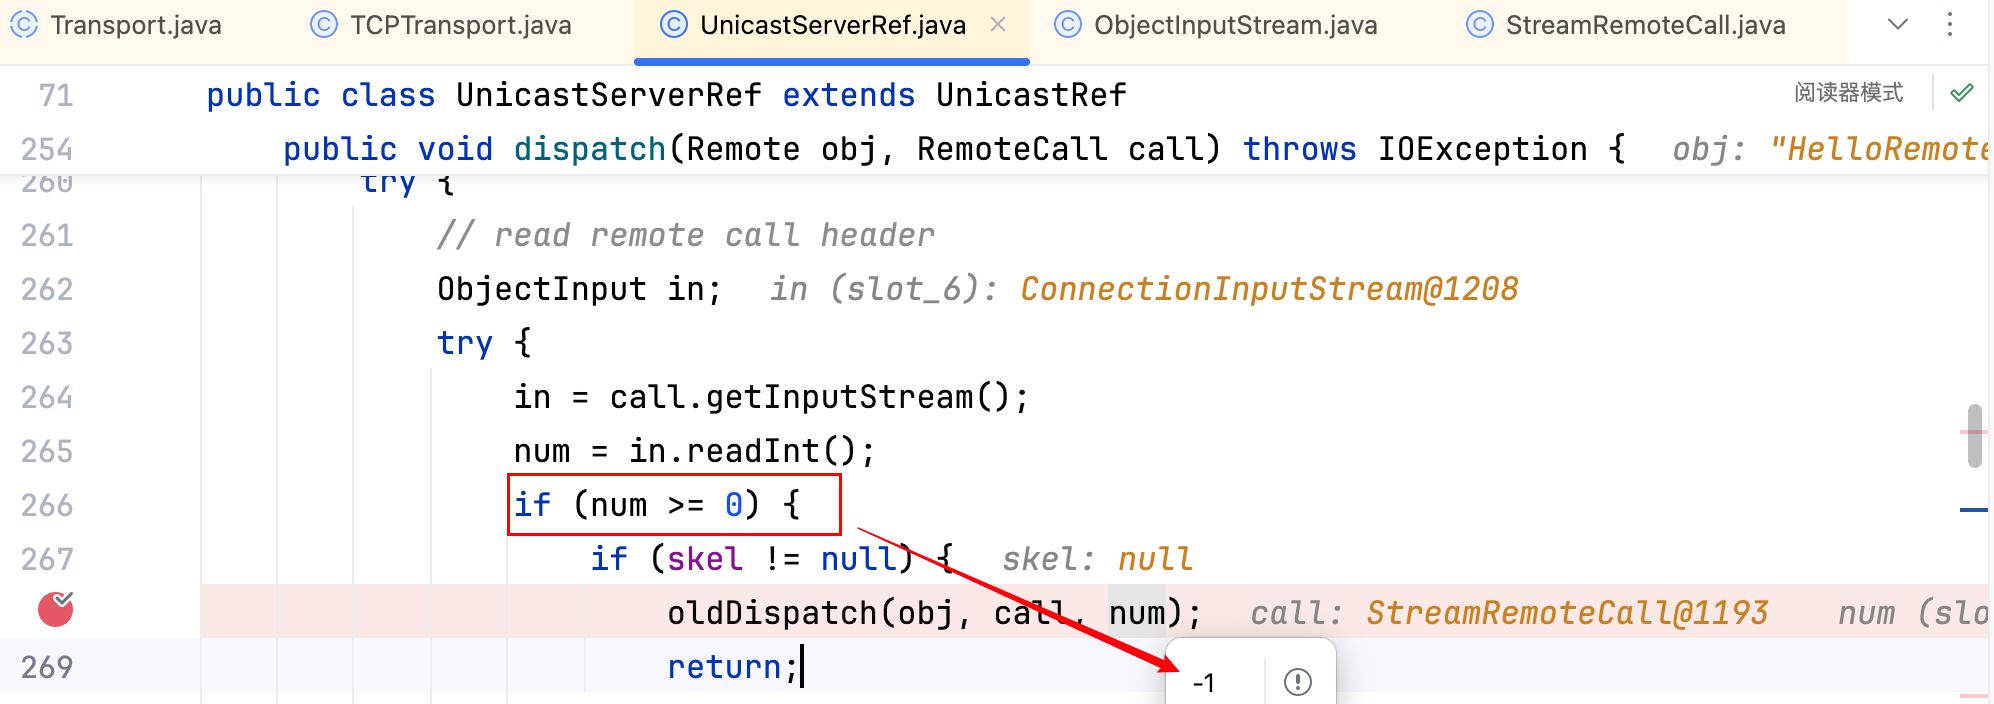 Transport.java TCPTransport.java UnicastServerRef.java ObjectInputStream.java StreamRemoteCall.java
71 public class UnicastServerRef extends UnicastRef 阅读器模式
254 public void dispatch(Remote obj, RemoteCall call) throws IOException { obj: "HelloRemote
260 try {
261 // read remote call header
262 ObjectInput in; in (slot_6): ConnectionInputStream@1208
263 try {
264 in = call.getInputStream();
265 num = in.readInt();
266 if (num >= 0) {
267 if (skel != null) { skel: null
oldDispatch(obj, call, num); call: StreamRemoteCall@1193 num (slo
269 return;
-1